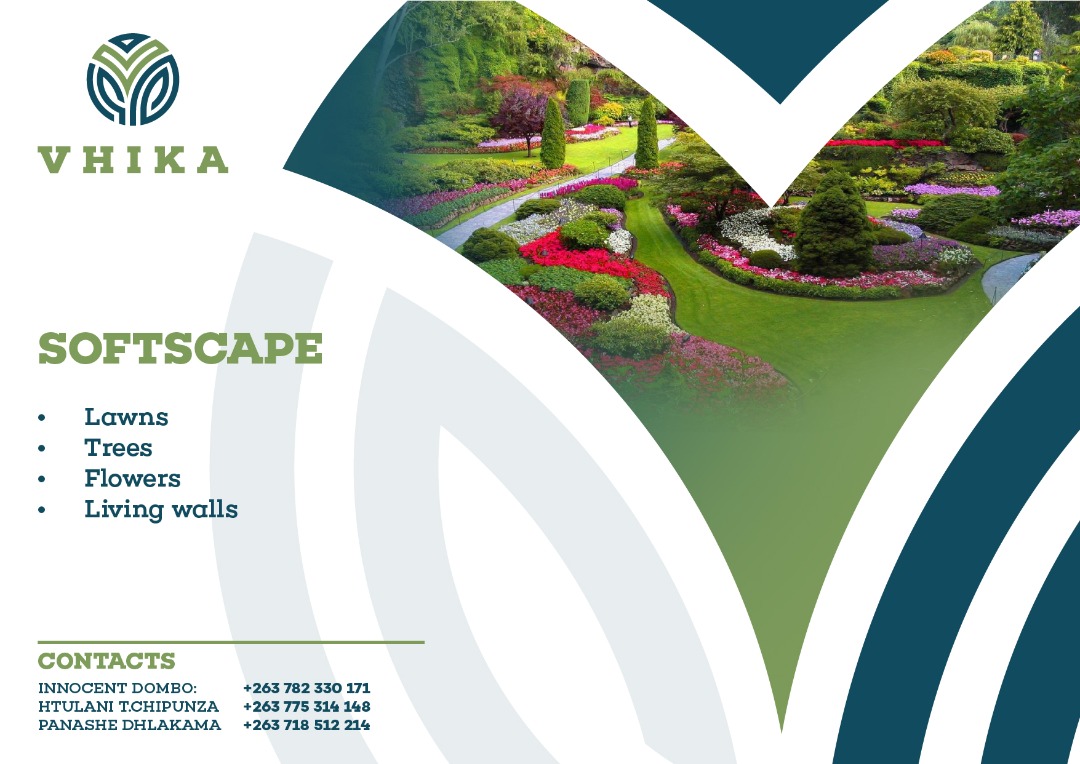 VHIKA
SOFTSCAPE
• Lawns
• Trees
• Flowers
• Living walls
CONTACTS
INNOCENT DOMBO: +263 782 330 171
HTULANI T.CHIPUNZA +263 775 314 148
PANASHE DHLAKAMA +263 718 512 214